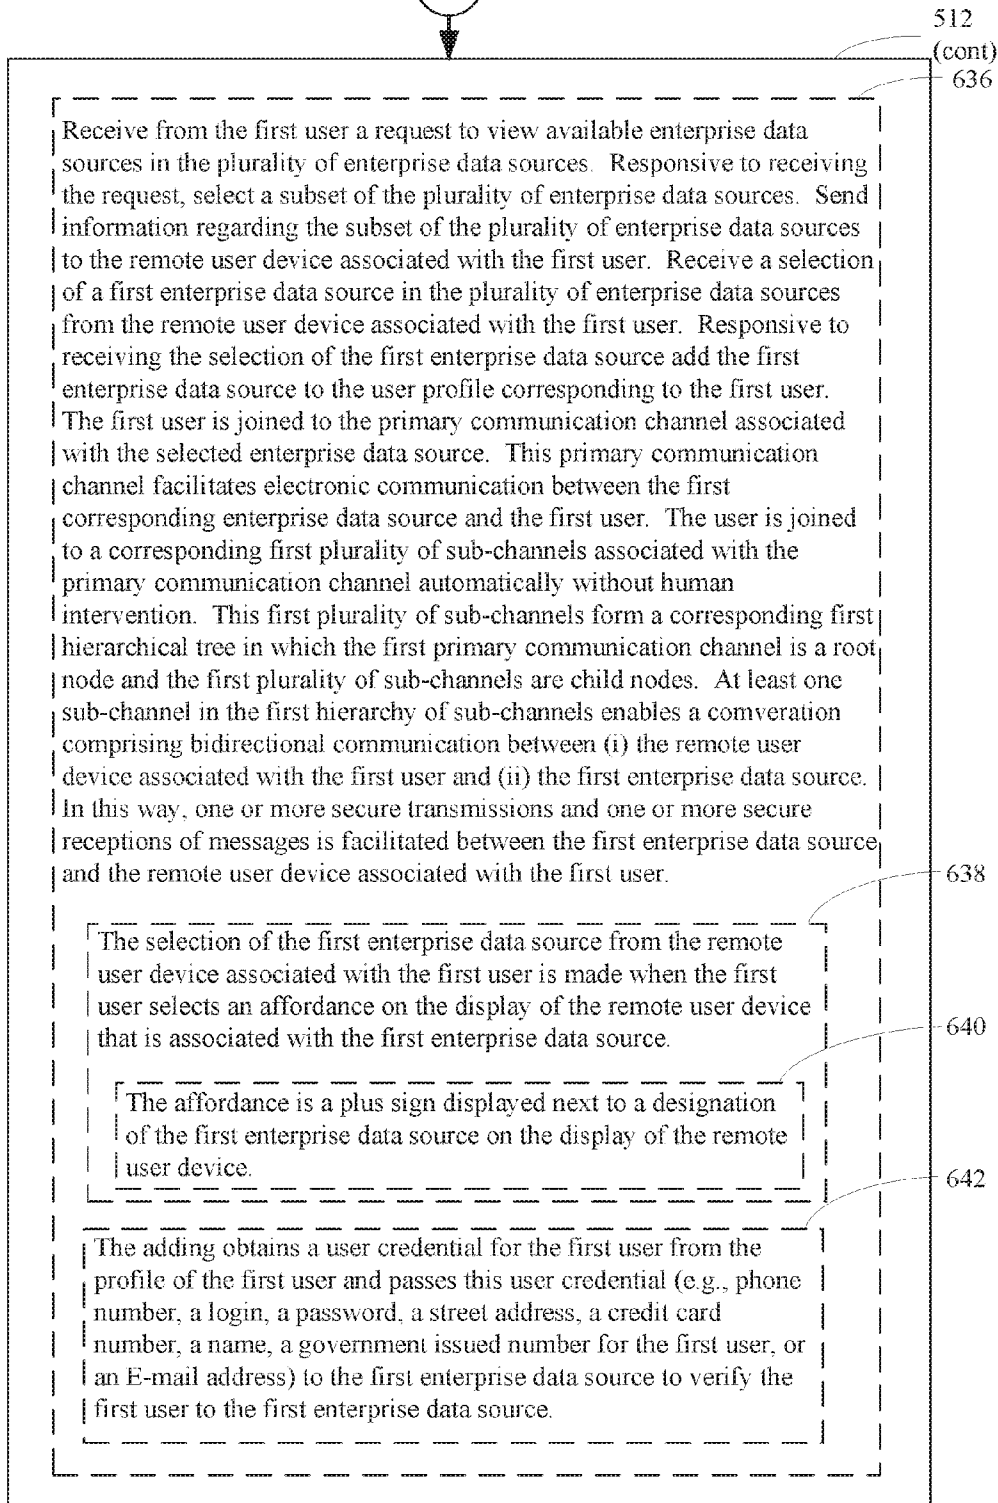 512
(cont)
636
Receive from the first user a request to view available enterprise data
sources in the plurality of enterprise data sources.  Responsive to receiving
the request, select a subset of the plurality of enterprise data sources.  Send
information regarding the subset of the plurality of enterprise data sources
to the remote user device associated with the first user.  Receive a selection
of a first enterprise data source in the plurality of enterprise data sources
from the remote user device associated with the first user.  Responsive to
receiving the selection of the first enterprise data source add the first
enterprise data source to the user profile corresponding to the first user.
The first user is joined to the primary communication channel associated
with the selected enterprise data source.  This primary communication
channel facilitates electronic communication between the first
corresponding enterprise data source and the first user.  The user is joined
to a corresponding first plurality of sub-channels associated with the
primary communication channel automatically without human
intervention.  This first plurality of sub-channels form a corresponding first
hierarchical tree in which the first primary communication channel is a root
node and the first plurality of sub-channels are child nodes.  At least one
sub-channel in the first hierarchy of sub-channels enables a comveration
comprising bidirectional communication between (i) the remote user
device associated with the first user and (ii) the first enterprise data source.
In this way, one or more secure transmissions and one or more secure
receptions of messages is facilitated between the first enterprise data source
and the remote user device associated with the first user.
638
The selection of the first enterprise data source from the remote
user device associated with the first user is made when the first
user selects an affordance on the display of the remote user device
that is associated with the first enterprise data source.
640
The affordance is a plus sign displayed next to a designation
of the first enterprise data source on the display of the remote
user device.
642
The adding obtains a user credential for the first user from the
profile of the first user and passes this user credential (e.g., phone
number, a login, a password, a street address, a credit card
number, a name, a government issued number for the first user, or
an E-mail address) to the first enterprise data source to verify the
first user to the first enterprise data source.